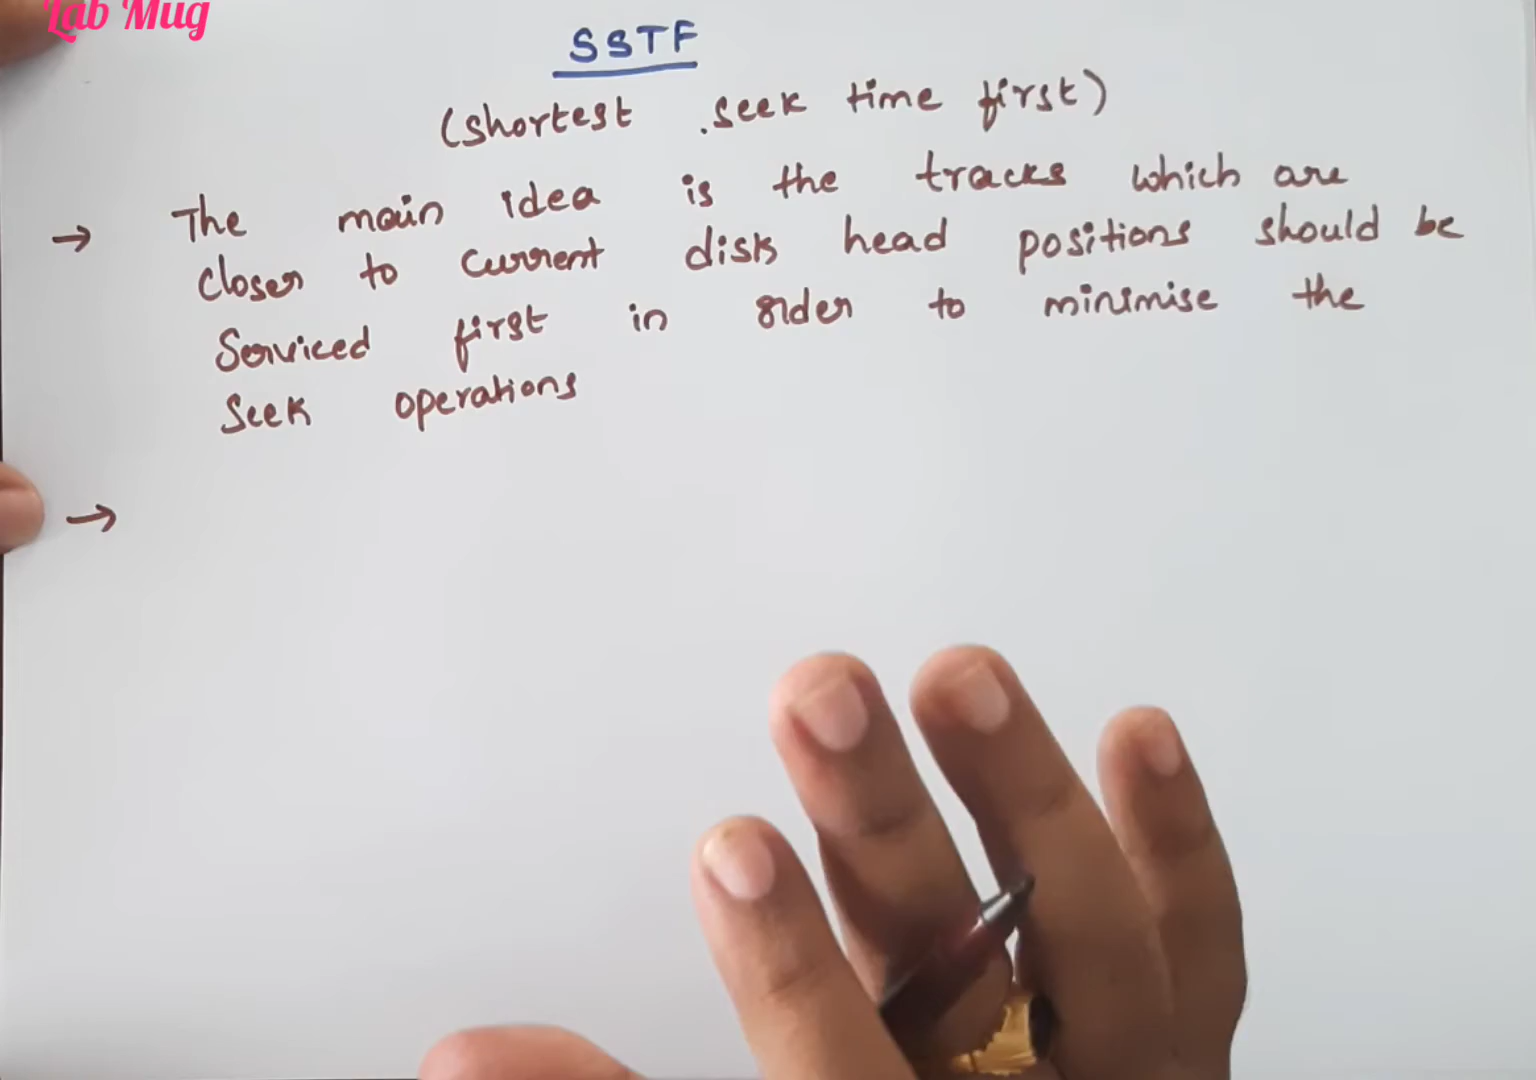 Lab Mug
SSTF
(shortest seek time first)
→ The main idea is the tracks which are
closer to current disk head positions should be
Serviced first in order to minimise the
Seek operations
→